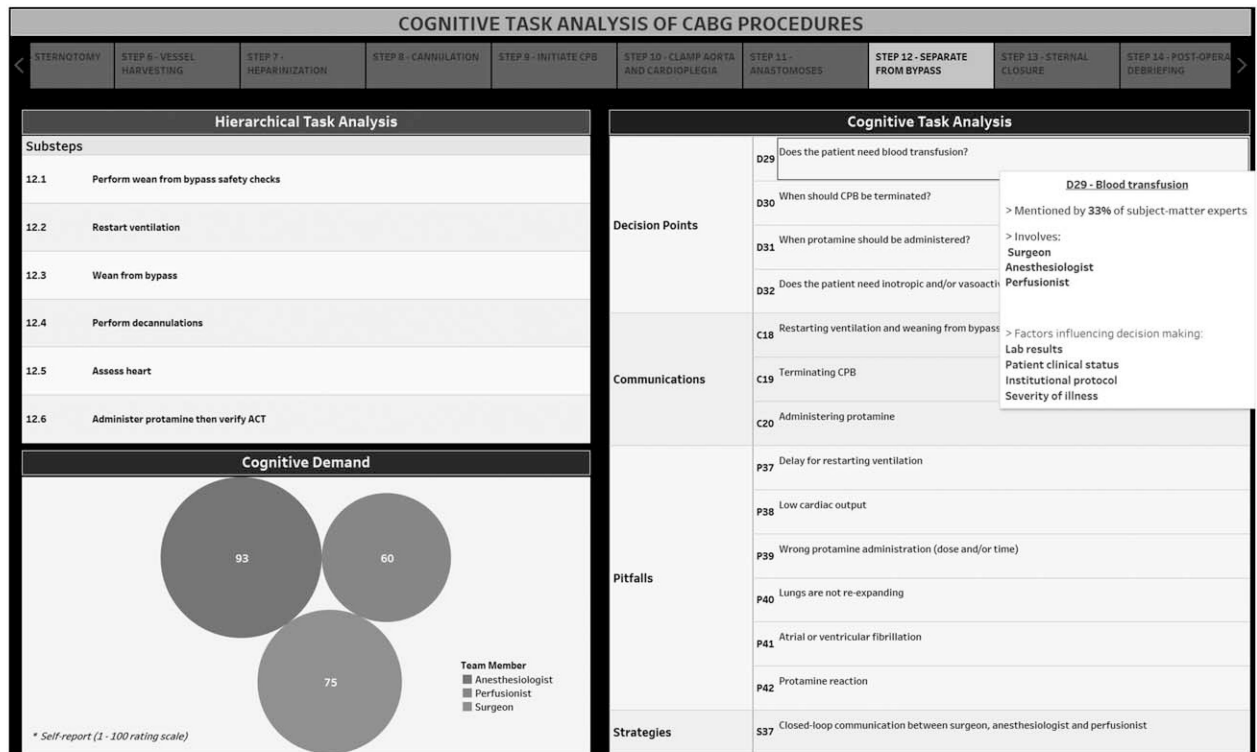 COGNITIVE TASK ANALYSIS OF CABG PROCEDURES
STERNOTOMY
STEP 6 - VESSEL
HARVESTING
STEP 7 -
HEPARINIZATION
STEP 8 - CANNULATION
STEP 9 - INITIATE CPB
STEP 10 - CLAMP AORTA
AND CARDIOPLEGIA
STEP 11 -
ANASTOMOSES
STEP 12 - SEPARATE
FROM BYPASS
STEP 13 - STERNAL
CLOSURE
STEP 14 - POST-OPERA
DEBRIEFING
Hierarchical Task Analysis
Substeps
12.1 Perform wean from bypass safety checks
12.2 Restart ventilation
12.3 Wean from bypass
12.4 Perform decannulations
12.5 Assess heart
12.6 Administer protamine then verify ACT
Cognitive Demand
93
60
75
Team Member
Anesthesiologist
Perfusionist
Surgeon
* Self-report (1 - 100 rating scale)
Cognitive Task Analysis
Decision Points
D29 Does the patient need blood transfusion?
D30 When should CPB be terminated?
D31 When protamine should be administered?
D32 Does the patient need inotropic and/or vasoactiv
Communications
C18 Restarting ventilation and weaning from bypass
C19 Terminating CPB
C20 Administering protamine
Pitfalls
P37 Delay for restarting ventilation
P38 Low cardiac output
P39 Wrong protamine administration (dose and/or time)
P40 Lungs are not re-expanding
P41 Atrial or ventricular fibrillation
P42 Protamine reaction
Strategies
S37 Closed-loop communication between surgeon, anesthesiologist and perfusionist
D29 - Blood transfusion
> Mentioned by 33% of subject-matter experts
> Involves:
Surgeon
Anesthesiologist
Perfusionist
> Factors influencing decision making:
Lab results
Patient clinical status
Institutional protocol
Severity of illness